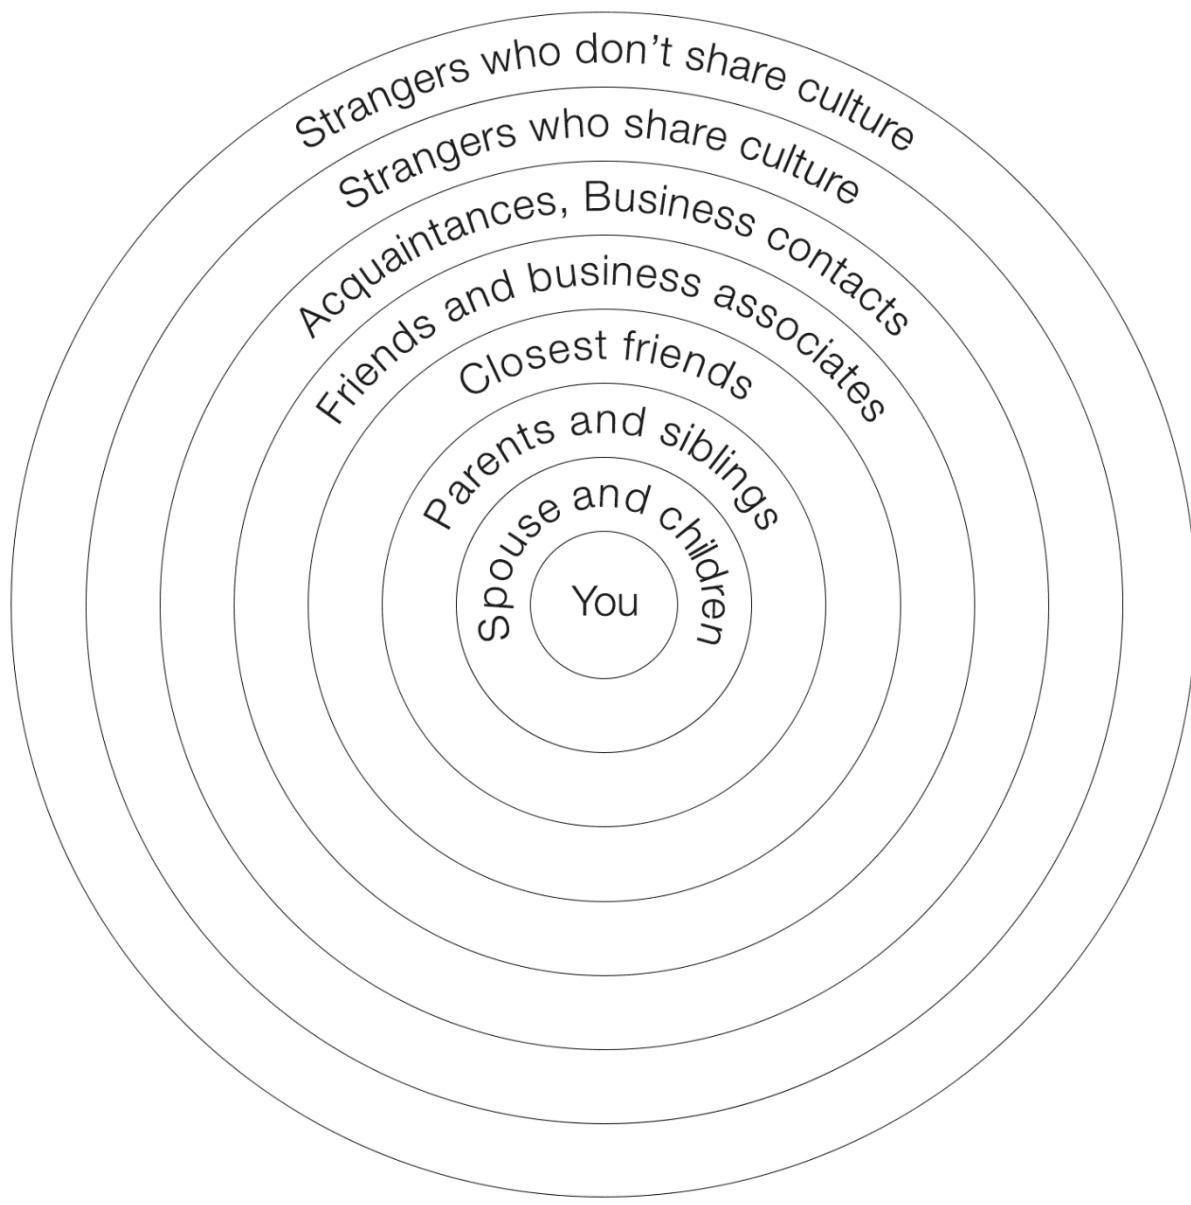 Strangers who don’t share culture
Strangers who share culture
Acquaintances, Business contacts
Friends and business associates
Closest friends
Parents and siblings
Spouse and children
You